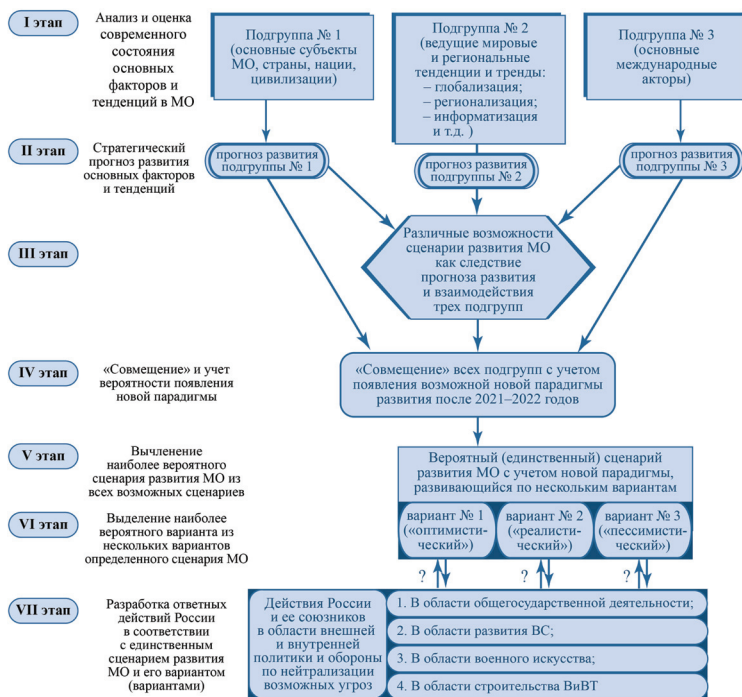 I этап
Анализ и оценка
современного
состояния
основных
факторов и
тенденций в МО
Подгруппа № 1
(основные субъекты
МО, страны, нации,
цивилизации)
Подгруппа № 2
(ведущие мировые
и региональные
тенденции и тренды:
– глобализация;
– регионализация;
– информатизация
и т.д. )
Подгруппа № 3
(основные
международные
акторы)
II этап
Стратегический
прогноз развития
основных факторов
и тенденций
прогноз развития
подгруппы № 1
прогноз развития
подгруппы № 2
прогноз развития
подгруппы № 3
III этап
Различные возможности
сценарии развития МО
как следствие
прогноза развития
и взаимодействия
трех подгрупп
IV этап
«Совмещение» и учет
вероятности появления
новой парадигмы
«Совмещение» всех подгрупп с учетом
появления возможной новой парадигмы
развития после 2021–2022 годов
V этап
Вычленение
наиболее вероятного
сценария развития МО из
всех возможных сценариев
Вероятный (единственный) сценарий
развития МО с учетом новой парадигмы,
развивающийся по нескольким вариантам
VI этап
Выделение наиболее
вероятного варианта из
нескольких вариантов
определенного сценария МО
вариант № 1
(«оптимисти-
ческий»)
вариант № 2
(«реалисти-
ческий»)
вариант № 3
(«пессимисти-
ческий»)
?
?
?
VII этап
Разработка ответных
действий России
в соответствии
с единственным
сценарием развития
МО и его вариантом
(вариантами)
Действия России
и ее союзников
в области внешней
и внутренней
политики и обороны
по нейтрализации
возможных угроз
1. В области общегосударственной деятельности;
2. В области развития ВС;
3. В области военного искусства;
4. В области строительства ВиВТ